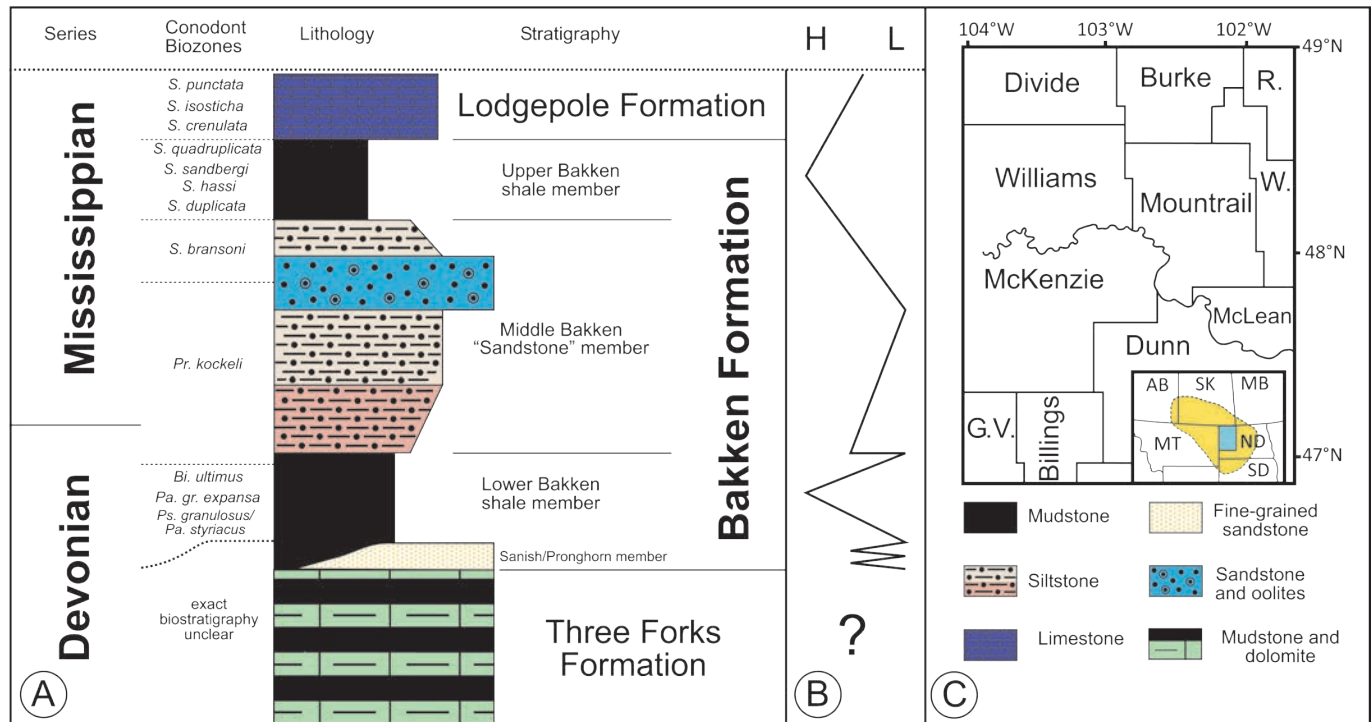 Series
Conodont
Biozones
Lithology
Stratigraphy
H
L
S. punctata
S. isosticha
S. crenulata
S. quadruplicata
S. sandbergi
S. hassi
S. duplicata
S. bransoni
Pr. kockeli
Bi. ultimus
Pa. gr. expansa
Ps. granulosus/
Pa. styriacus
exact
biostratigraphy
unclear
Mississippian
Devonian
Lodgepole Formation
Upper Bakken
shale member
Middle Bakken
“Sandstone” member
Lower Bakken
shale member
Sanish/Pronghorn member
Bakken Formation
Three Forks
Formation
?
A
B
C
104°W
103°W
102°W
49°N
48°N
47°N
Divide
Burke
R.
Williams
W.
Mountrail
McKenzie
McLean
Dunn
G.V.
Billings
AB
SK
MB
MT
ND
SD
Mudstone
Fine-grained
sandstone
Siltstone
Sandstone
and oolites
Limestone
Mudstone and
dolomite